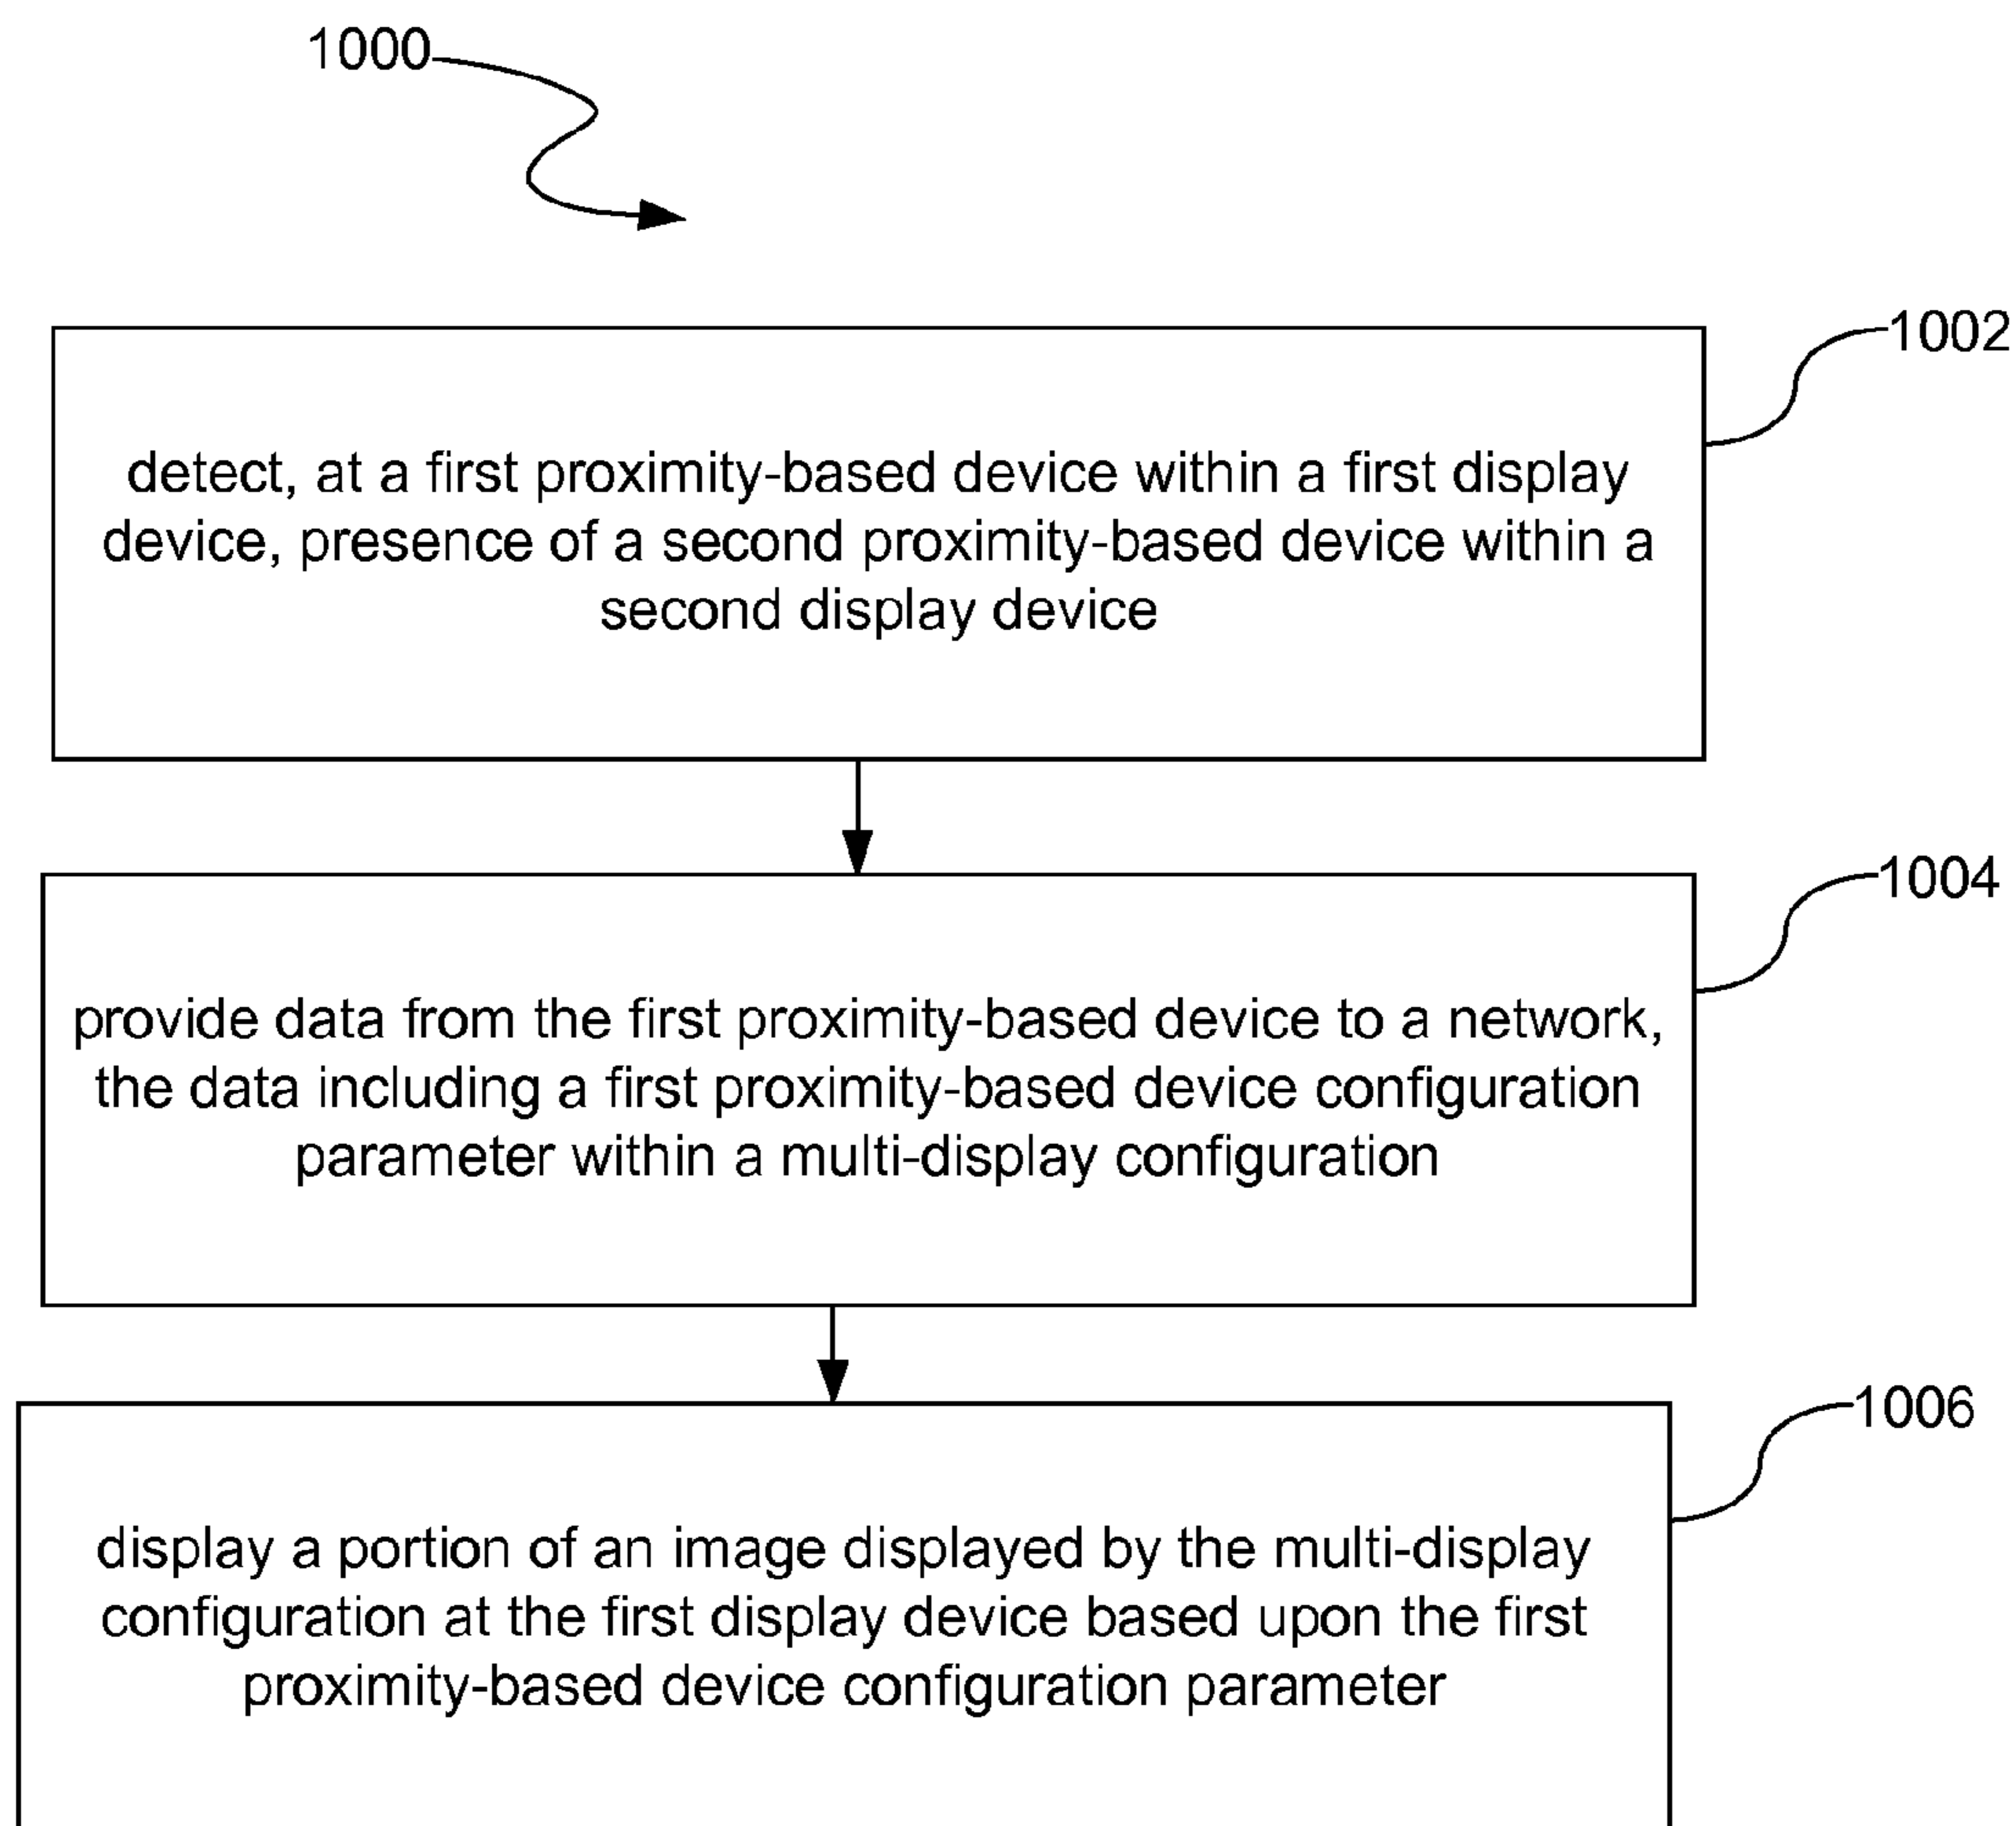 1000
1002
detect, at a first proximity-based device within a first display
device, presence of a second proximity-based device within a
second display device
1004
provide data from the first proximity-based device to a network,
the data including a first proximity-based device configuration
parameter within a multi-display configuration
1006
display a portion of an image displayed by the multi-display
configuration at the first display device based upon the first
proximity-based device configuration parameter